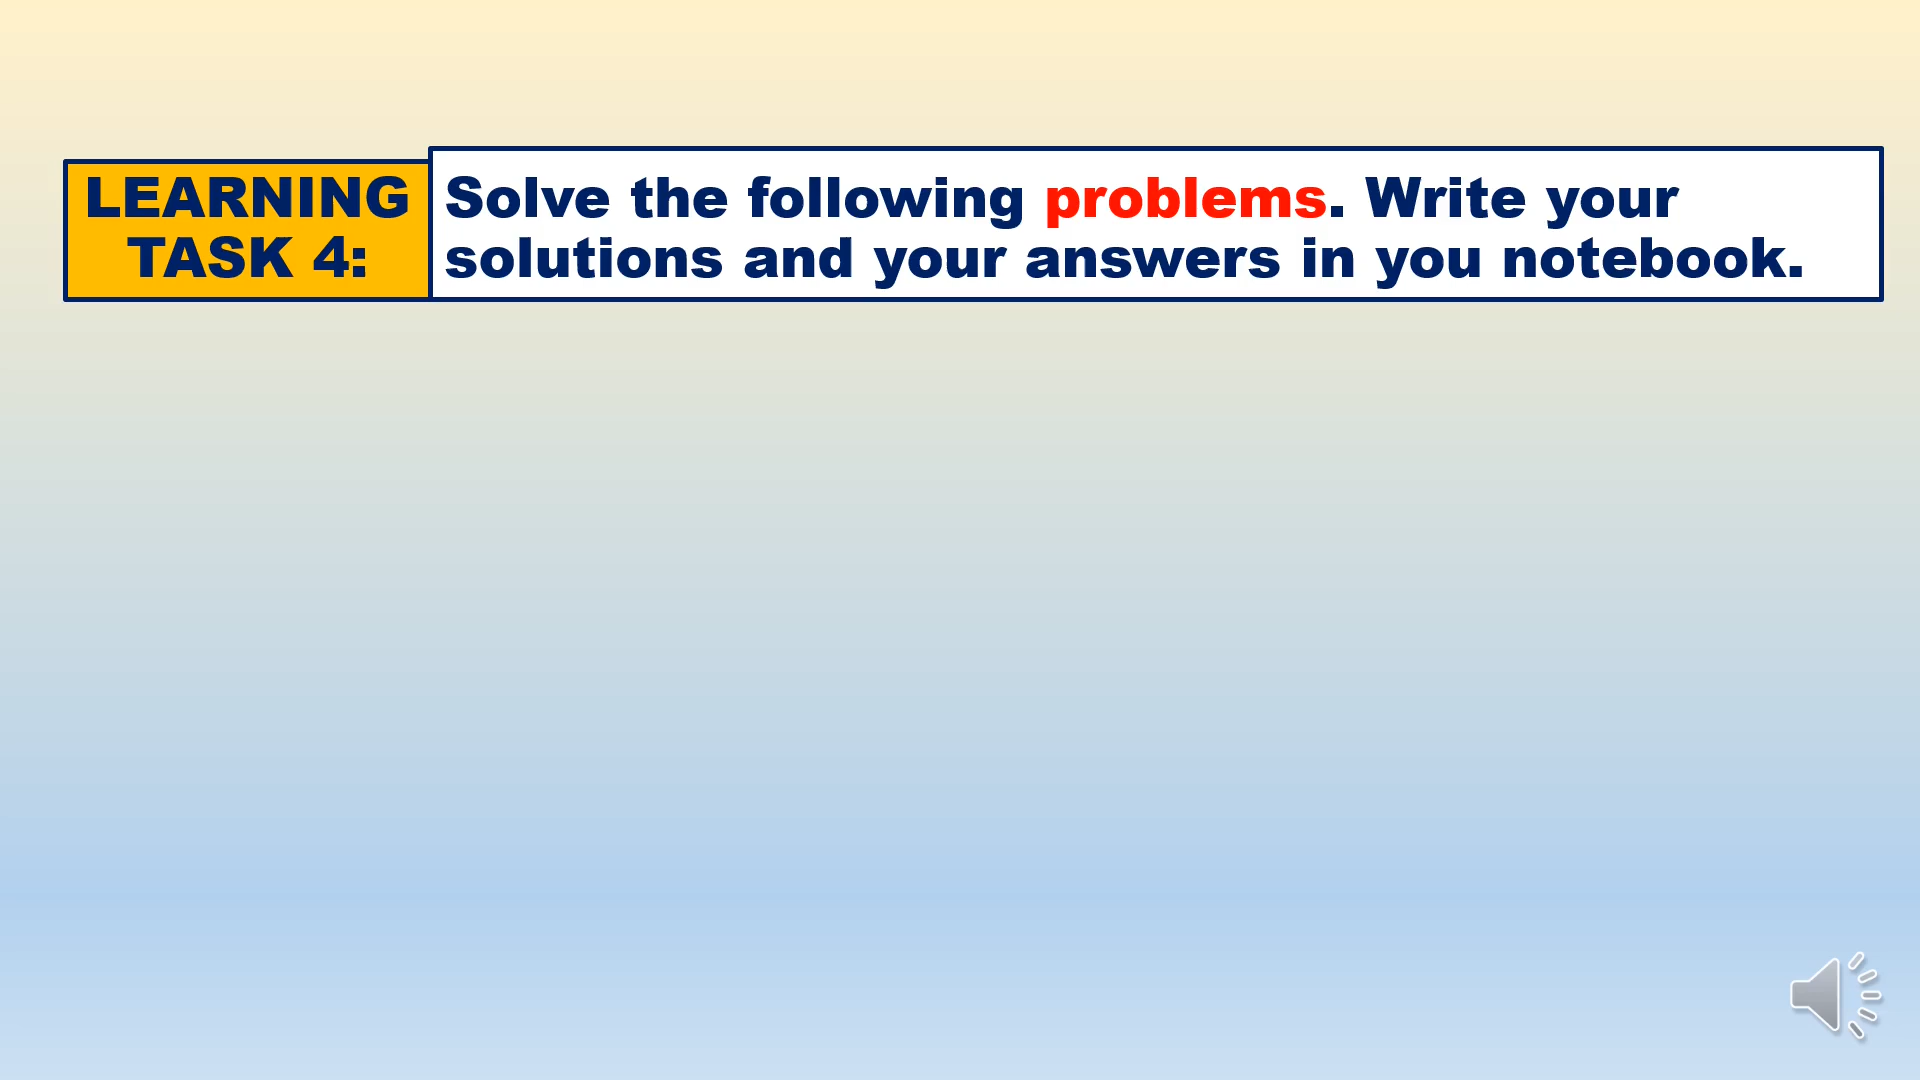 LEARNING
TASK 4:
Solve the following problems. Write your
solutions and your answers in you notebook.